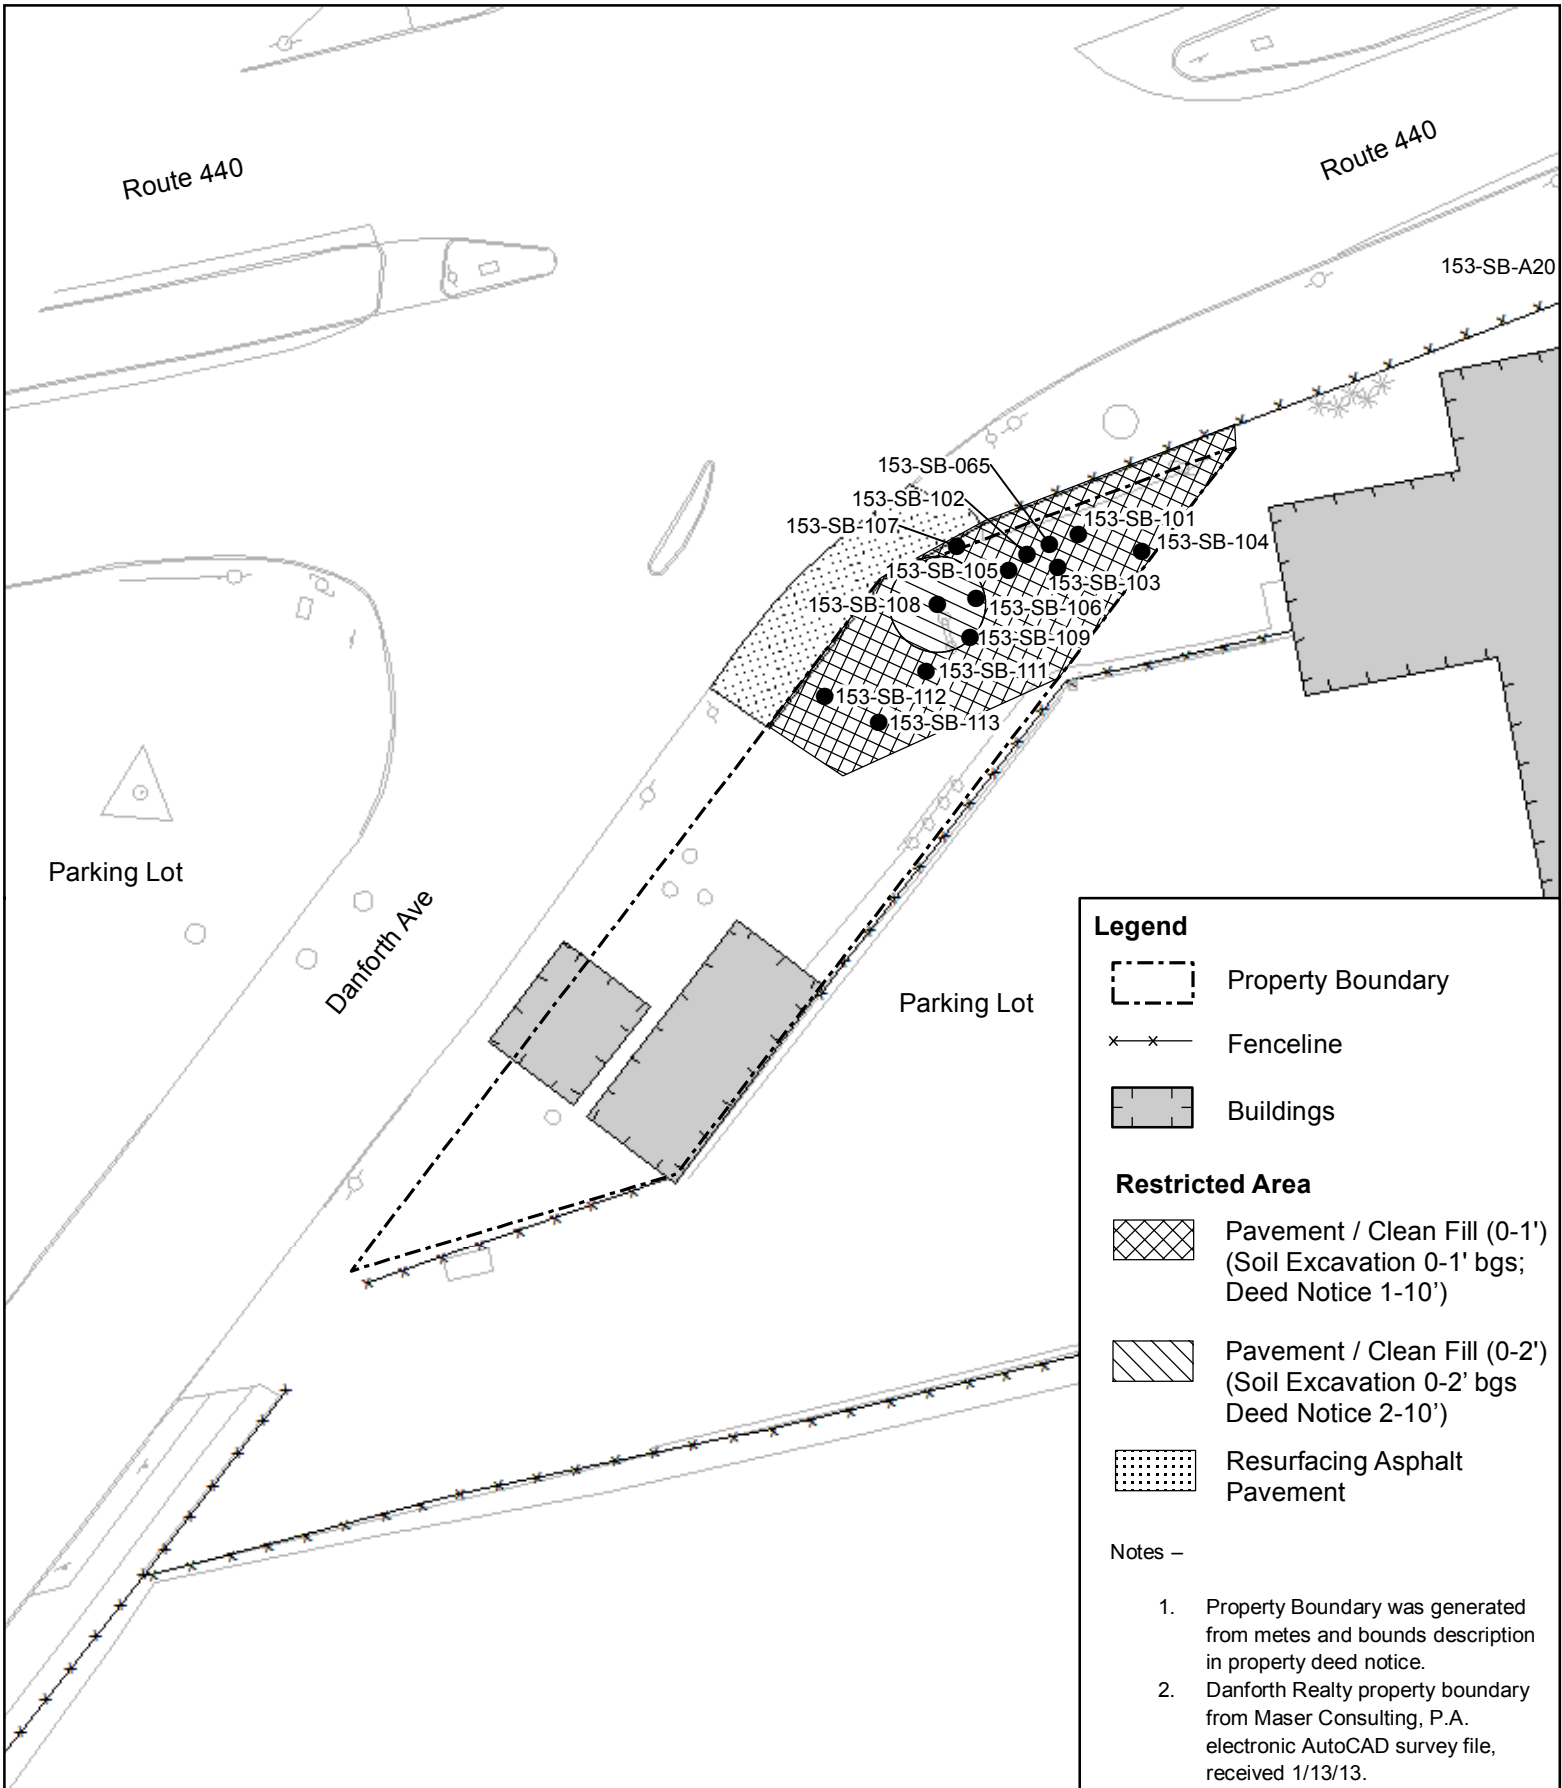 Route 440
Route 440
153-SB-A20
153-SB-065
153-SB-102
153-SB-107
153-SB-101
153-SB-104
153-SB-105
153-SB-103
153-SB-108
153-SB-106
153-SB-109
153-SB-111
153-SB-112
153-SB-113
Parking Lot
Danforth Ave
Parking Lot
Legend
Property Boundary
Fenceline
Buildings
Restricted Area
Pavement / Clean Fill (0-1')
(Soil Excavation 0-1' bgs;
Deed Notice 1-10’)
Pavement / Clean Fill (0-2')
(Soil Excavation 0-2’ bgs
Deed Notice 2-10’)
Resurfacing Asphalt
Pavement
Notes –
1. Property Boundary was generated
from metes and bounds description
in property deed notice.
2. Danforth Realty property boundary
from Maser Consulting, P.A.
electronic AutoCAD survey file,
received 1/13/13.